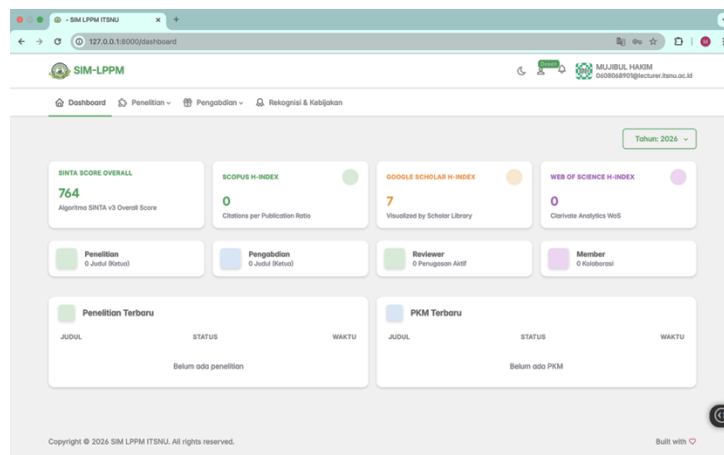 - SIM LPPM ITSNU
127.0.0.1:8000/dashboard
SIM-LPPM
Dosen
MUJIBUL HAKIM
0608068901@lecturer.itsnu.ac.id
Dashboard
Penelitian
Pengabdian
Rekognisi & Kebijakan
Tahun: 2026
SINTA SCORE OVERALL
764
Algoritma SINTA v3 Overall Score
SCOPUS H-INDEX
0
Citations per Publication Ratio
GOOGLE SCHOLAR H-INDEX
7
Visualized by Scholar Library
WEB OF SCIENCE H-INDEX
0
Clarivate Analytics WoS
Penelitian
0 Judul (Ketua)
Pengabdian
0 Judul (Ketua)
Reviewer
0 Penugasan Aktif
Member
0 Kolaborasi
Penelitian Terbaru
JUDUL STATUS WAKTU
Belum ada penelitian
PKM Terbaru
JUDUL STATUS WAKTU
Belum ada PKM
Copyright © 2026 SIM LPPM ITSNU. All rights reserved.
Built with ♡